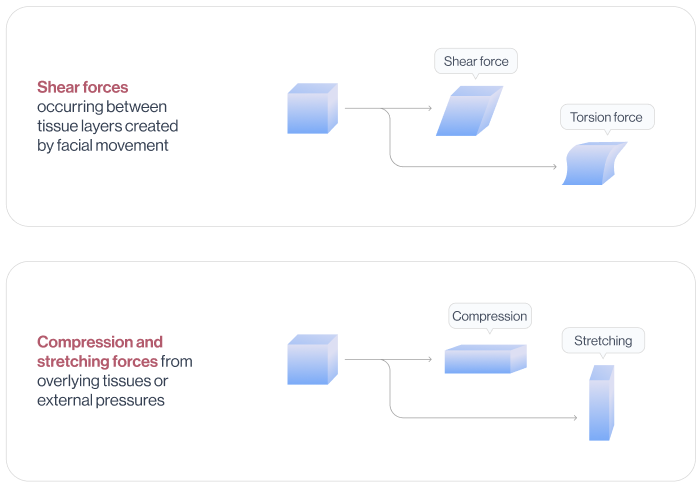 Shear forces
occurring between
tissue layers created
by facial movement
Shear force
Torsion force
Compression and
stretching forces from
overlying tissues or
external pressures
Compression
Stretching